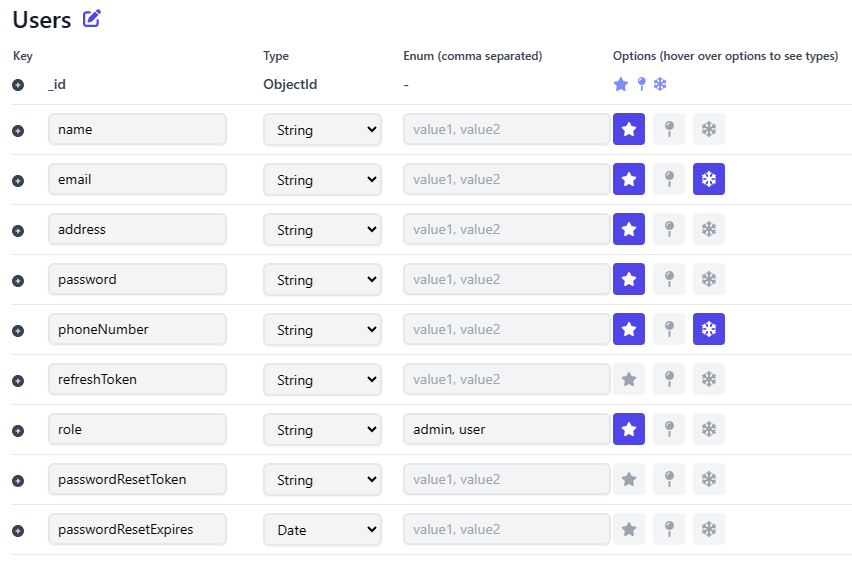 Users
Key Type Enum (comma separated) Options (hover over options to see types)
_id ObjectId -
name String value1, value2
email String value1, value2
address String value1, value2
password String value1, value2
phoneNumber String value1, value2
refreshToken String value1, value2
role String admin, user
passwordResetToken String value1, value2
passwordResetExpires Date value1, value2